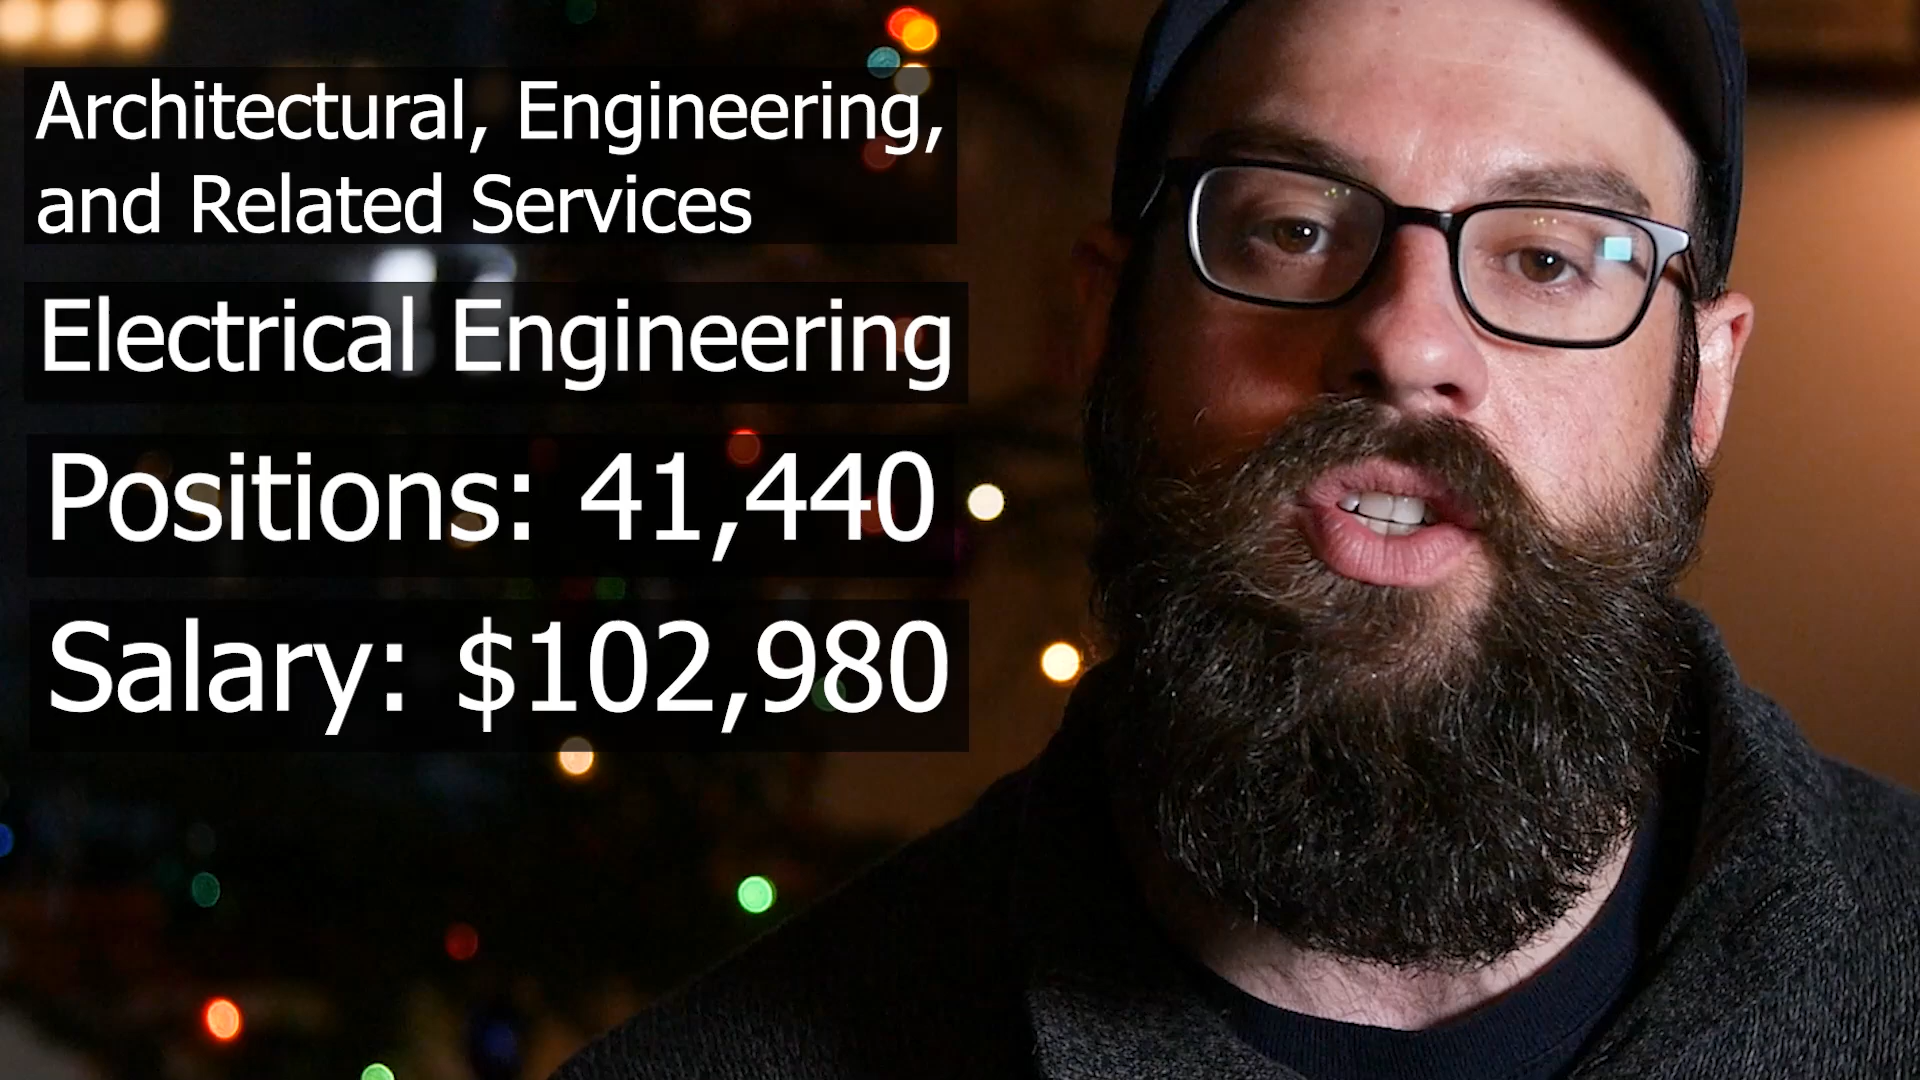 Architectural, Engineering,
and Related Services
Electrical Engineering
Positions: 41,440
Salary: $102,980